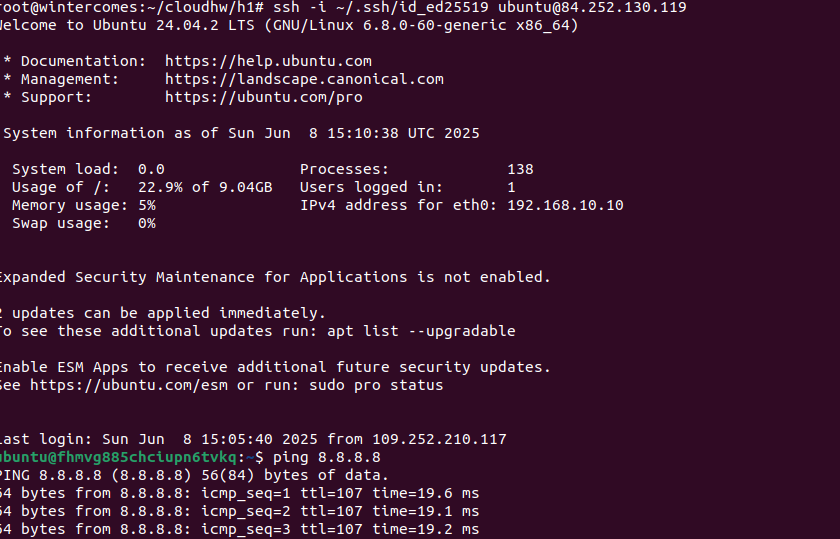 root@wintercomes:~/cloudhw/h1# ssh -i ~/.ssh/id_ed25519 ubuntu@84.252.130.119
Welcome to Ubuntu 24.04.2 LTS (GNU/Linux 6.8.0-60-generic x86_64)
* Documentation:  https://help.ubuntu.com
* Management:     https://landscape.canonical.com
* Support:        https://ubuntu.com/pro
System information as of Sun Jun  8 15:10:38 UTC 2025
System load:  0.0               Processes:             138
Usage of /:   22.9% of 9.04GB   Users logged in:       1
Memory usage: 5%                IPv4 address for eth0: 192.168.10.10
Swap usage:   0%
Expanded Security Maintenance for Applications is not enabled.
2 updates can be applied immediately.
To see these additional updates run: apt list --upgradable
Enable ESM Apps to receive additional future security updates.
See https://ubuntu.com/esm or run: sudo pro status
Last login: Sun Jun  8 15:05:40 2025 from 109.252.210.117
ubuntu@fhmvg885chciupn6tvkq:~$ ping 8.8.8.8
PING 8.8.8.8 (8.8.8.8) 56(84) bytes of data.
64 bytes from 8.8.8.8: icmp_seq=1 ttl=107 time=19.6 ms
64 bytes from 8.8.8.8: icmp_seq=2 ttl=107 time=19.1 ms
64 bytes from 8.8.8.8: icmp_seq=3 ttl=107 time=19.2 ms